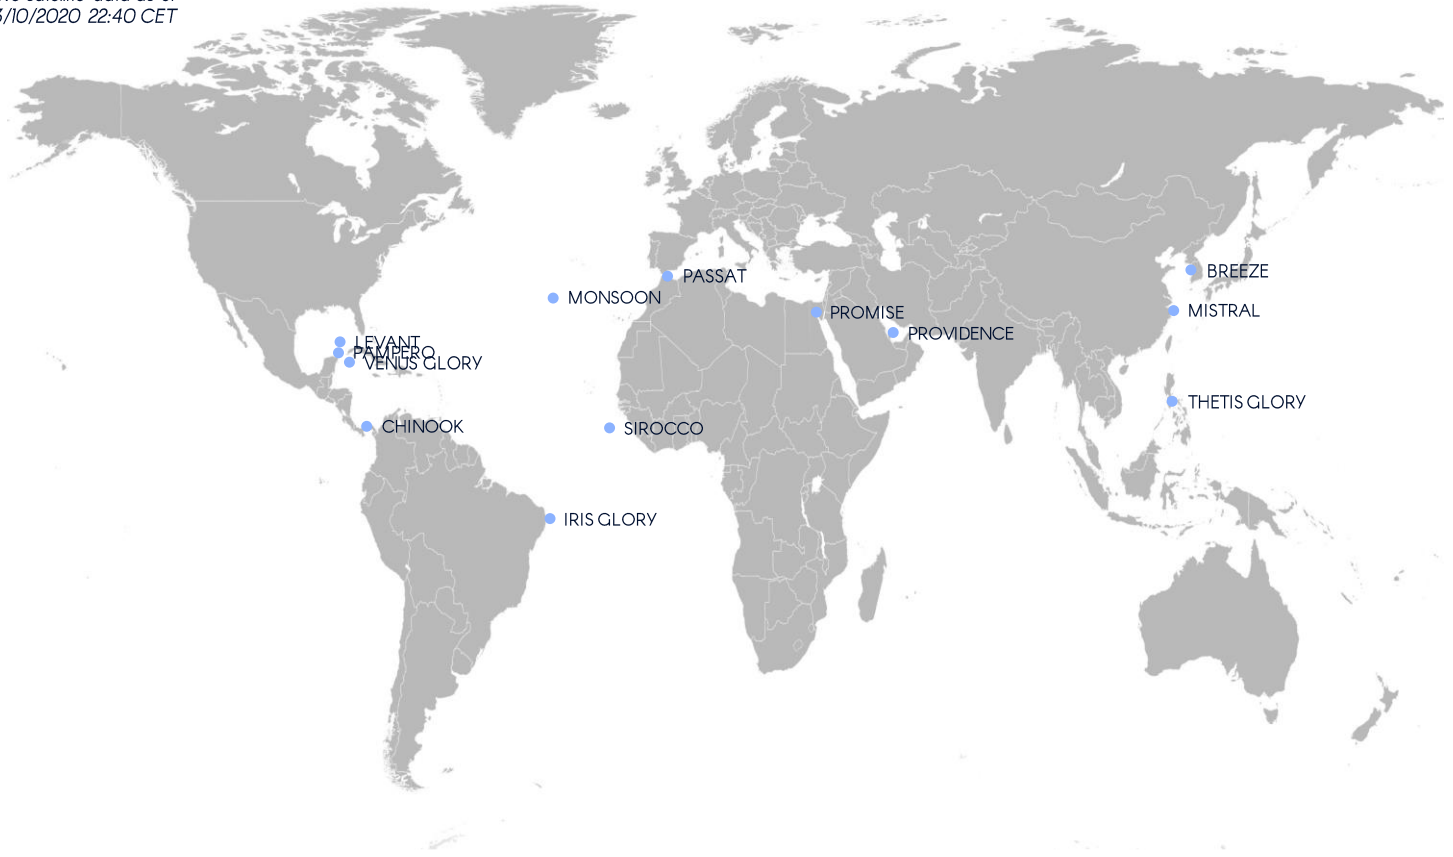 5/10/2020 22:40 CET
PASSAT
BREEZE
MONSOON
PROMISE
MISTRAL
PROVIDENCE
LEVANT
PAMPERO
VENUS GLORY
THETIS GLORY
CHINOOK
SIROCCO
IRIS GLORY